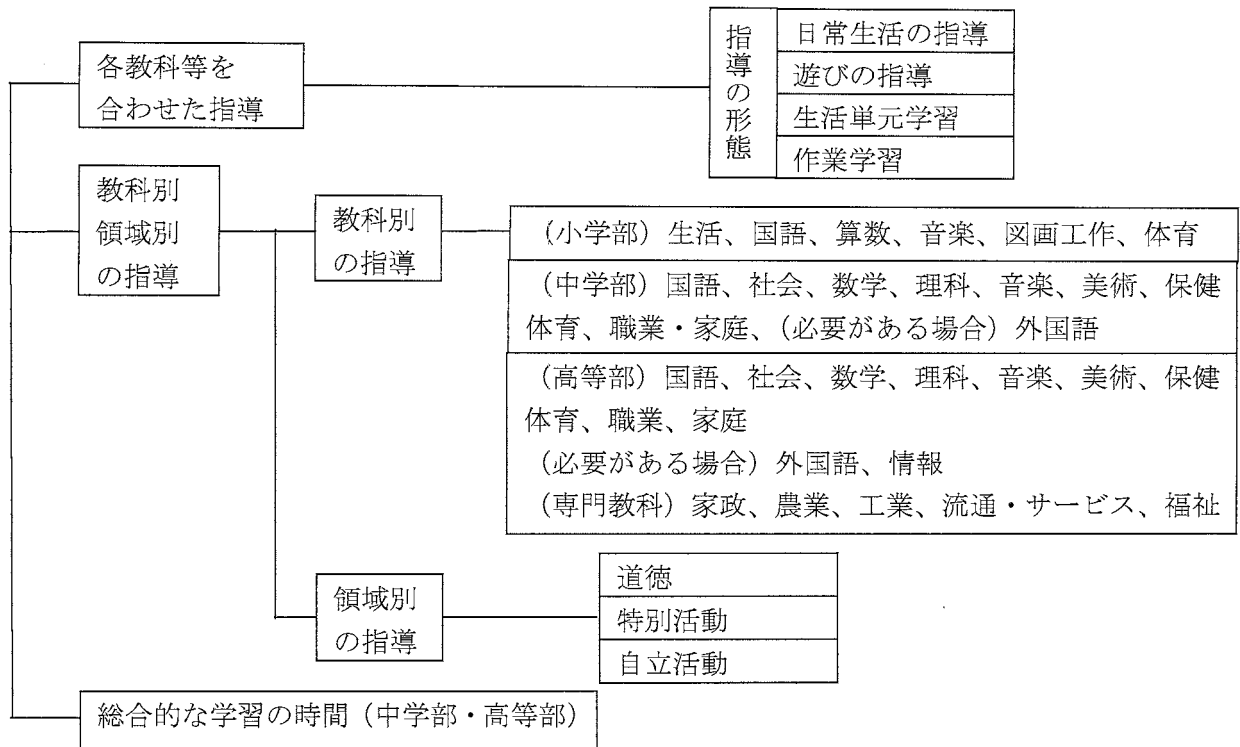 各教科等を
合わせた指導
指導の形態
日常生活の指導
遊びの指導
生活単元学習
作業学習
教科別
領域別
の指導
教科別
の指導
（小学部）生活、国語、算数、音楽、図画工作、体育
（中学部）国語、社会、数学、理科、音楽、美術、保健
体育、職業・家庭、（必要がある場合）外国語
（高等部）国語、社会、数学、理科、音楽、美術、保健
体育、職業、家庭
（必要がある場合）外国語、情報
（専門教科）家政、農業、工業、流通・サービス、福祉
領域別
の指導
道徳
特別活動
自立活動
総合的な学習の時間（中学部・高等部）